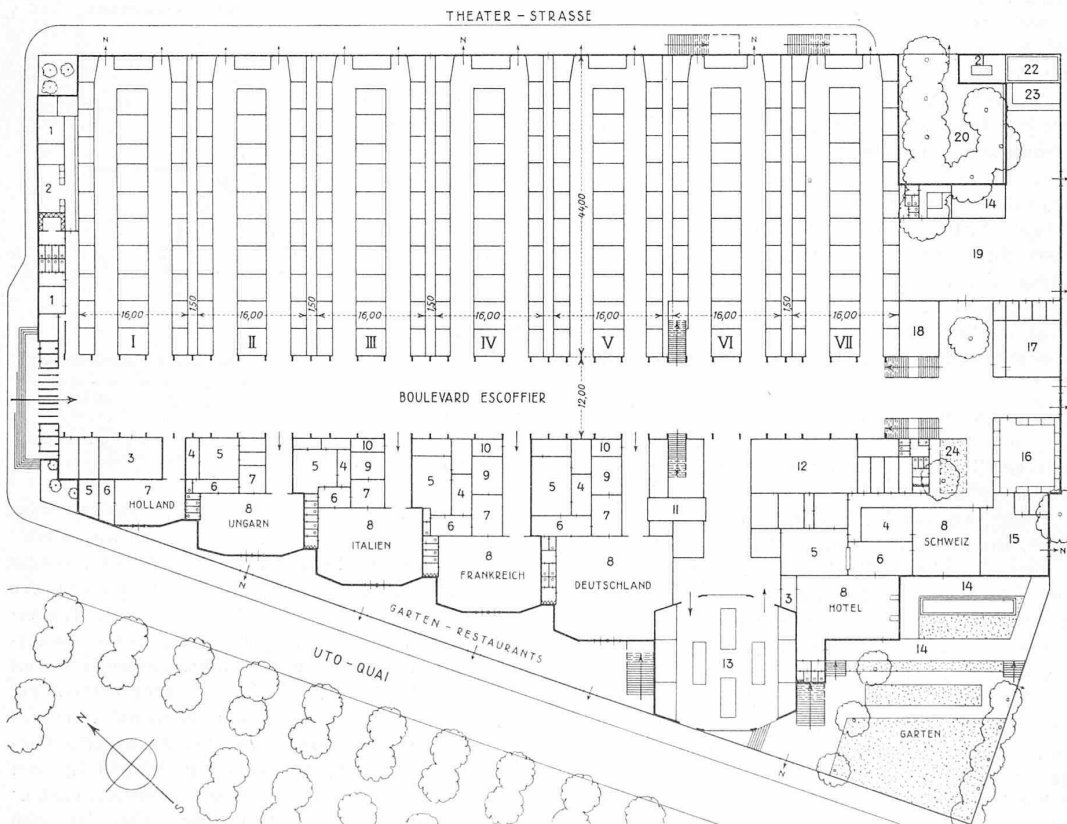 THEATER-STRASSE
N N N
21 22
23
1
20
2
44,00
14
19
1
1,50 1,50 1,50 1,50
16,00 16,00 16,00 16,00 16,00 16,00 16,00
18
I II III IV V VI VII
17
12,00
BOULEVARD ESCOFFIER
3 4 5 10 10 10
5 4 9 5 9 5 4 9
12 24 16
7 4
5 6 7 6 6 7 7 7
HOLLAND
8
UNGARN
8
ITALIEN
6
8
FRANKREICH
6
8
DEUTSCHLAND
II
4
5 6
8
SCHWEIZ
15
N
3
8
HOTEL
14
14
13
N
N
GARTEN-RESTAURANTS
UTO-QUAI
GARTEN
N
N
S